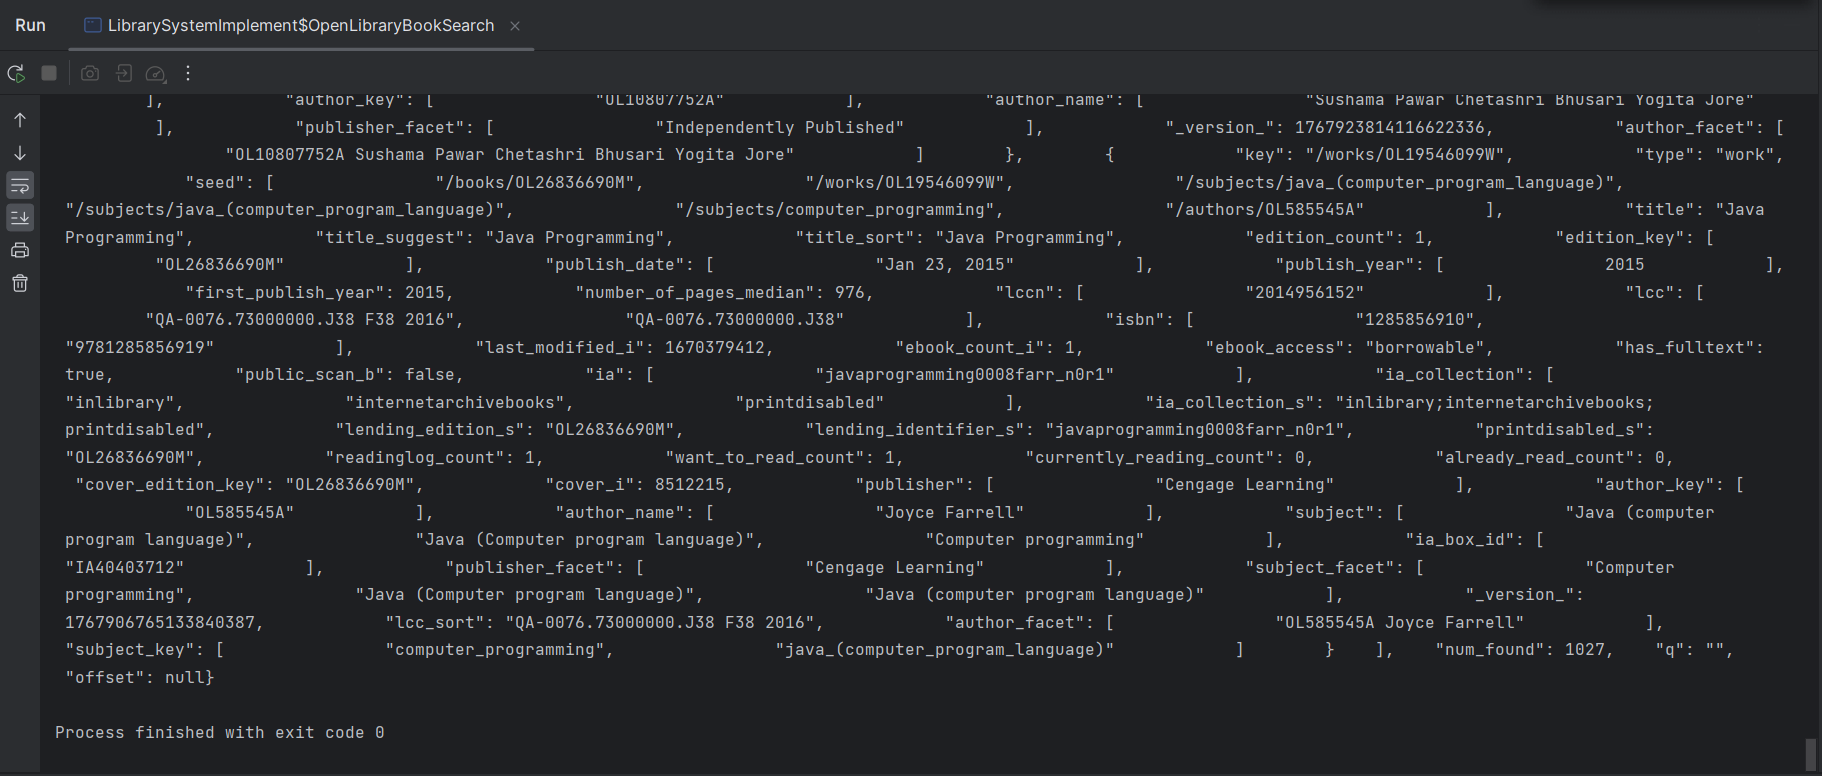 Run LibrarySystemImplement$OpenLibraryBookSearch ×
], "author_key": [ "OL10807752A" ], "author_name": [ "Sushama Pawar Chetashri Bhusari Yogita Jore"
], "publisher_facet": [ "Independently Published" ], "_version_": 1767923814116622336, "author_facet": [
"OL10807752A Sushama Pawar Chetashri Bhusari Yogita Jore" ] }, { "key": "/works/OL19546099W", "type": "work",
"seed": [ "/books/OL26836690M", "/works/OL19546099W", "/subjects/java_(computer_program_language)",
"/subjects/java_(computer_program_language)", "/subjects/computer_programming", "/authors/OL585545A" ], "title": "Java
Programming", "title_suggest": "Java Programming", "title_sort": "Java Programming", "edition_count": 1, "edition_key": [
"OL26836690M" ], "publish_date": [ "Jan 23, 2015" ], "publish_year": [ 2015 ],
"first_publish_year": 2015, "number_of_pages_median": 976, "lccn": [ "2014956152" ], "lcc": [
"QA-0076.73000000.J38 F38 2016", "QA-0076.73000000.J38" ], "isbn": [ "1285856910",
"9781285856919" ], "last_modified_i": 1670379412, "ebook_count_i": 1, "ebook_access": "borrowable", "has_fulltext":
true, "public_scan_b": false, "ia": [ "javaprogramming0008farr_n0r1" ], "ia_collection": [
"inlibrary", "internetarchivebooks", "printdisabled" ], "ia_collection_s": "inlibrary;internetarchivebooks;
printdisabled", "lending_edition_s": "OL26836690M", "lending_identifier_s": "javaprogramming0008farr_n0r1", "printdisabled_s":
"OL26836690M", "readinglog_count": 1, "want_to_read_count": 1, "currently_reading_count": 0, "already_read_count": 0,
"cover_edition_key": "OL26836690M", "cover_i": 8512215, "publisher": [ "Cengage Learning" ], "author_key": [
"OL585545A" ], "author_name": [ "Joyce Farrell" ], "subject": [ "Java (computer
program language)", "Java (Computer program language)", "Computer programming" ], "ia_box_id": [
"IA40403712" ], "publisher_facet": [ "Cengage Learning" ], "subject_facet": [ "Computer
programming", "Java (Computer program language)", "Java (computer program language)" ], "_version_":
1767906765133840387, "lcc_sort": "QA-0076.73000000.J38 F38 2016", "author_facet": [ "OL585545A Joyce Farrell" ],
"subject_key": [ "computer_programming", "java_(computer_program_language)" ] } ], "num_found": 1027, "q": "",
"offset": null}
Process finished with exit code 0